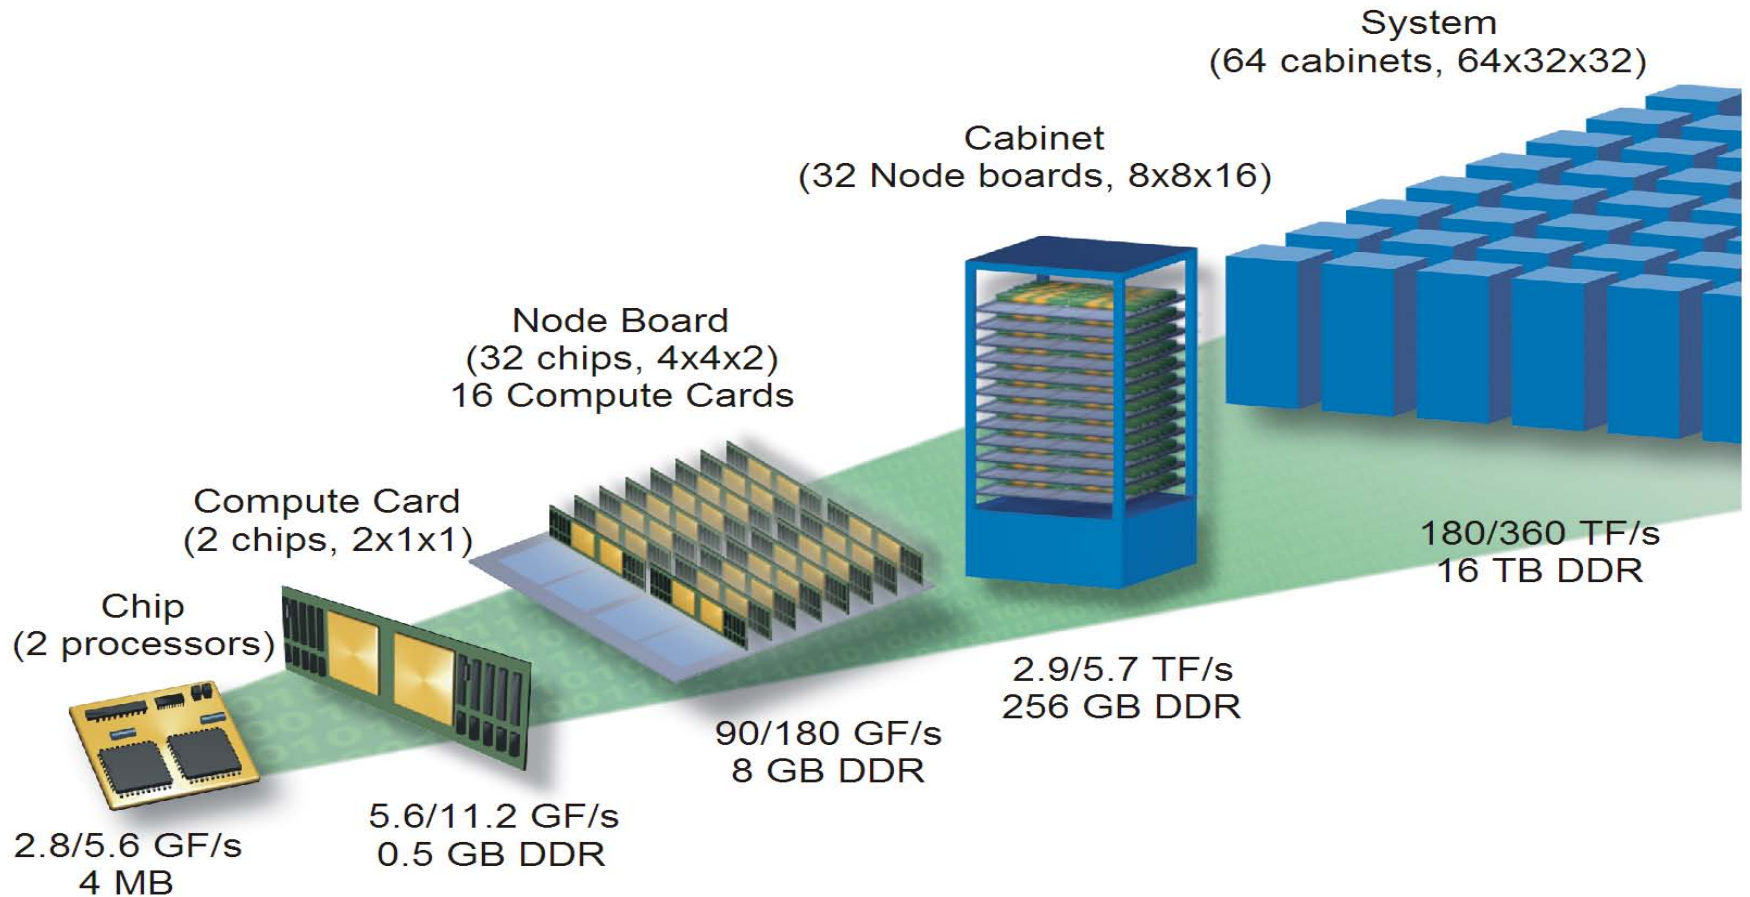 System
(64 cabinets, 64x32x32)
Cabinet
(32 Node boards, 8x8x16)
Node Board
(32 chips, 4x4x2)
16 Compute Cards
Compute Card
(2 chips, 2x1x1)
Chip
(2 processors)
180/360 TF/s
16 TB DDR
2.9/5.7 TF/s
256 GB DDR
90/180 GF/s
8 GB DDR
5.6/11.2 GF/s
0.5 GB DDR
2.8/5.6 GF/s
4 MB